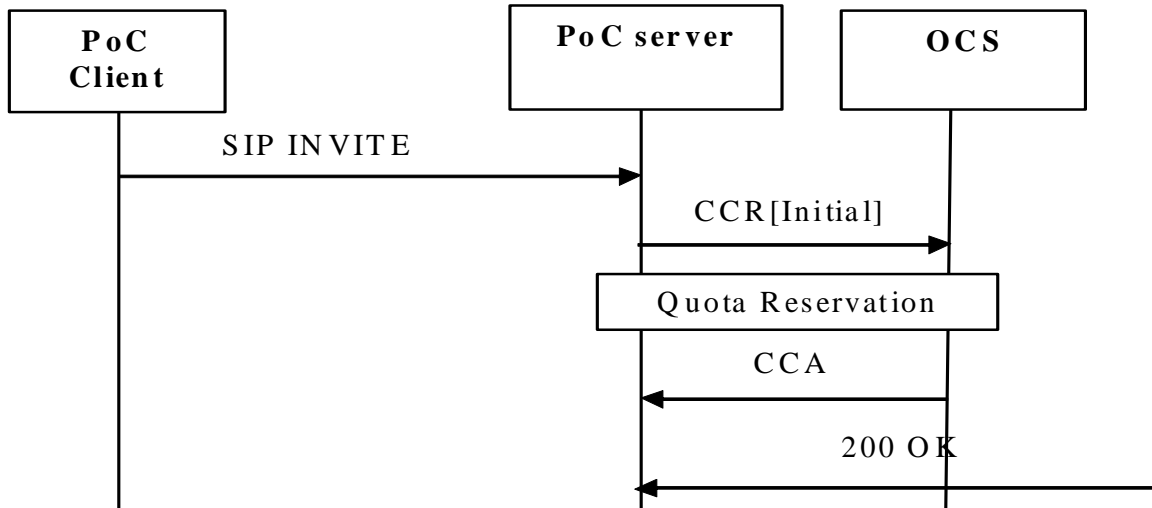 PoC
Client
PoC server
OCS
SIP INVITE
CCR[Initial]
Quota Reservation
CCA
200 OK